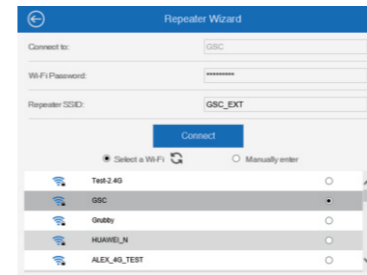 Repeater Wizard
Connect to: GSC
Wi-Fi Password: *********
Repeater SSID: GSC_EXT
Connect
Select a Wi-Fi Manually enter
Test-2.4G
GSC
Grubby
HUAWEI_N
ALEX_4G_TEST